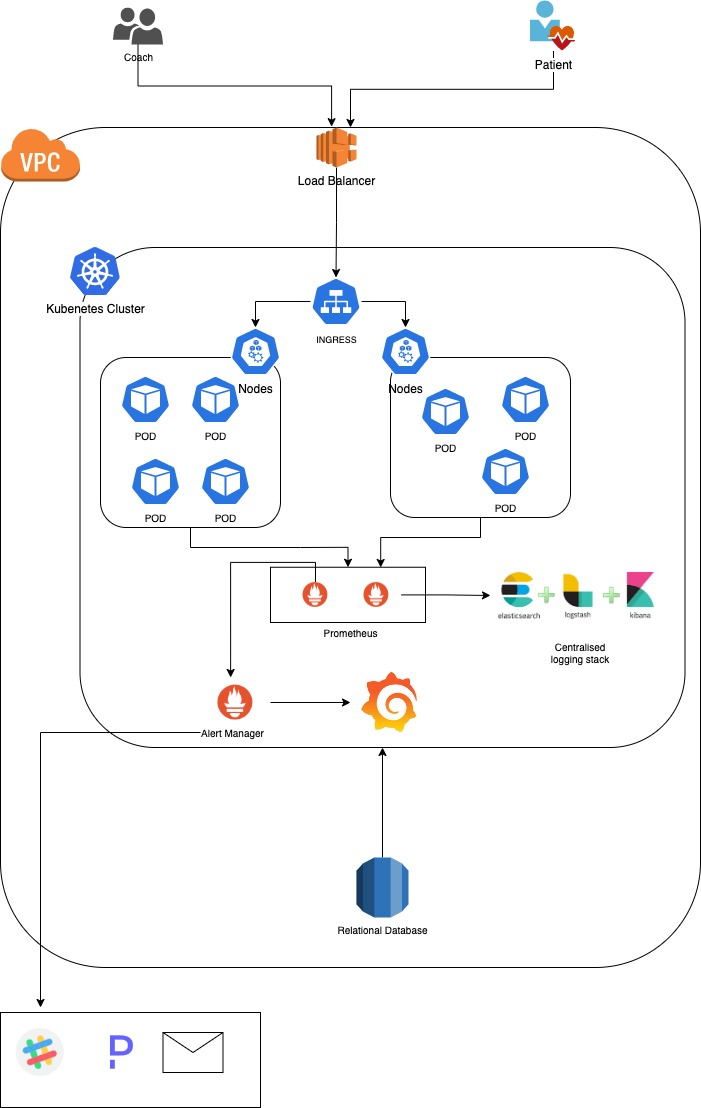 Coach
Patient
VPC
Load Balancer
Kubenetes Cluster
INGRESS
Nodes
Nodes
POD
POD
POD
POD
POD
POD
POD
Prometheus
elasticsearch
logstash
kibana
Centralised
logging stack
Alert Manager
Relational Database